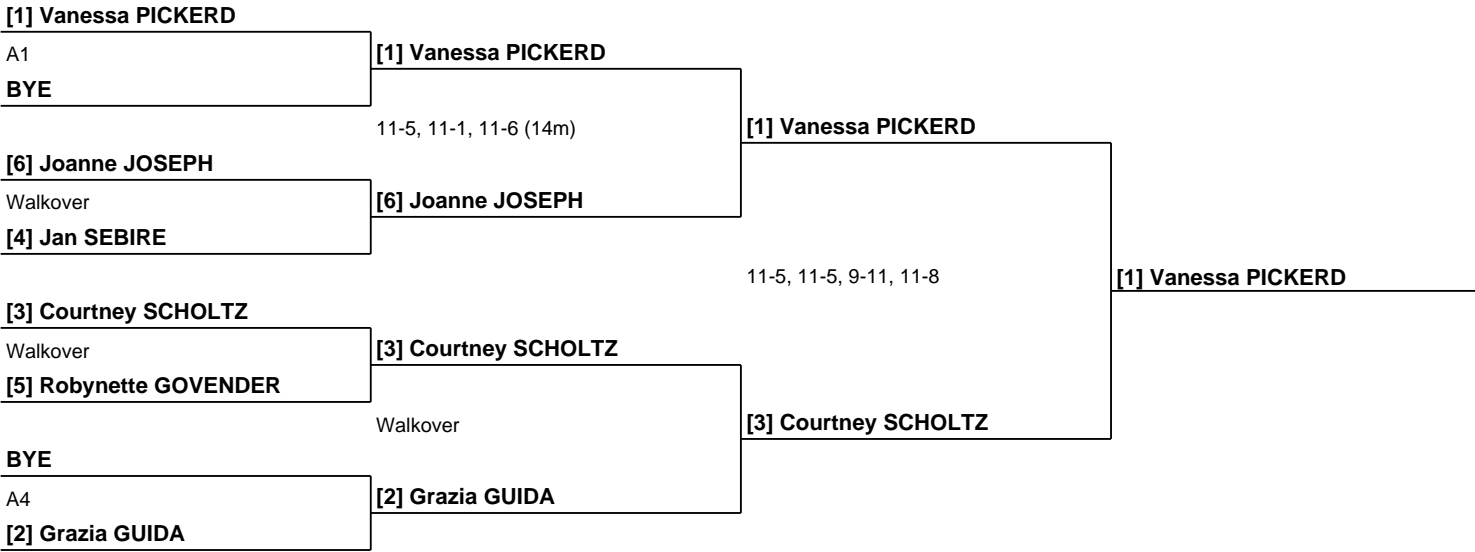 [1] Vanessa PICKERD
A1
BYE
[6] Joanne JOSEPH
Walkover
[4] Jan SEBIRE
[3] Courtney SCHOLTZ
Walkover
[5] Robynette GOVENDER
BYE
A4
[2] Grazia GUIDA
[1] Vanessa PICKERD
11-5, 11-1, 11-6 (14m)
[6] Joanne JOSEPH
[3] Courtney SCHOLTZ
Walkover
[2] Grazia GUIDA
[1] Vanessa PICKERD
11-5, 11-5, 9-11, 11-8
[3] Courtney SCHOLTZ
[1] Vanessa PICKERD